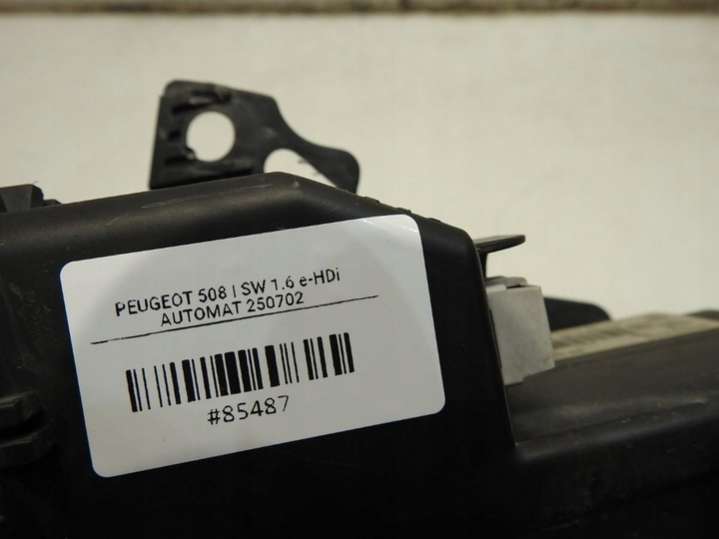 PEUGEOT 508 I SW 1.6 e-HDi
AUTOMAT 250702
#85487